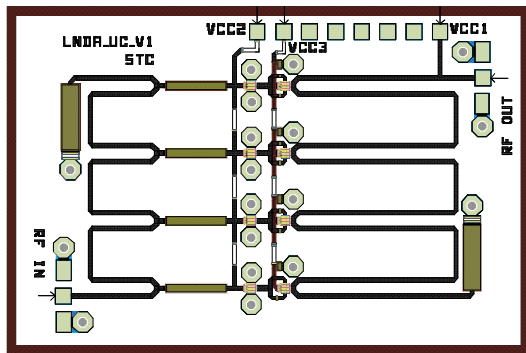 LNDA_UC_V1
STC
VCC2
VCC3
VCC1
RF OUT
RF IN